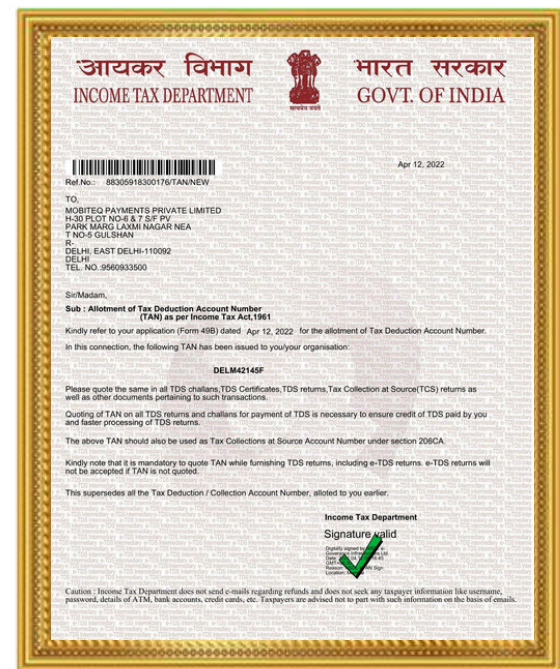 आयकर विभाग
INCOME TAX DEPARTMENT
सत्यमेव जयते
भारत सरकार
GOVT. OF INDIA
Apr 12, 2022
Ref.No.: 88305918300176/TAN/NEW
TO,
MOBITEQ PAYMENTS PRIVATE LIMITED
H-30 PLOT NO-6 & 7 S/F PV
PARK MARG LAXMI NAGAR NEA
T NO-5 GULSHAN
R-
DELHI, EAST DELHI-110092
DELHI
TEL. NO.:9560933500
Sir/Madam,
Sub : Allotment of Tax Deduction Account Number
(TAN) as per Income Tax Act,1961
Kindly refer to your application (Form 49B) dated Apr 12, 2022 for the allotment of Tax Deduction Account Number.
In this connection, the following TAN has been issued to you/your organisation:
DELM42145F
Please quote the same in all TDS challans,TDS Certificates,TDS returns,Tax Collection at Source(TCS) returns as
well as other documents pertaining to such transactions.
Quoting of TAN on all TDS returns and challans for payment of TDS is necessary to ensure credit of TDS paid by you
and faster processing of TDS returns.
The above TAN should also be used as Tax Collections at Source Account Number under section 206CA.
Kindly note that it is mandatory to quote TAN while furnishing TDS returns, including e-TDS returns. e-TDS returns will
not be accepted if TAN is not quoted.
This supersedes all the Tax Deduction / Collection Account Number, alloted to you earlier.
Income Tax Department
Signature valid
Digitally signed by
Caution : Income Tax Department does not send e-mails regarding refunds and does not seek any taxpayer information like username,
password, details of ATM, bank accounts, credit cards, etc. Taxpayers are advised not to part with such information on the basis of emails.